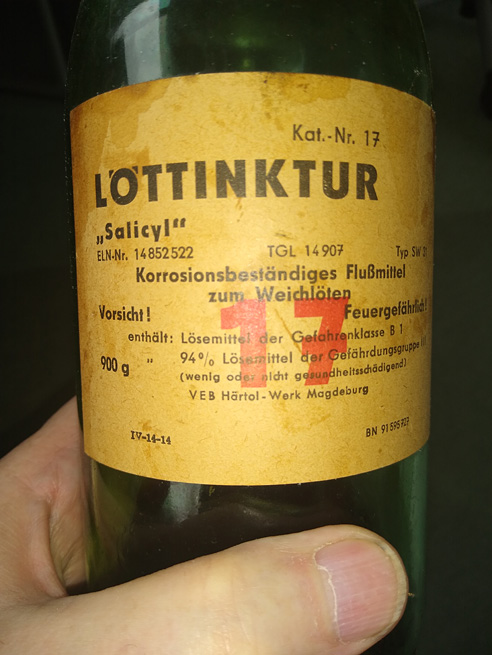 Kat.-Nr. 17
LÖTTINKTUR
„Salicyl“
ELN-Nr. 14852522 TGL 14907 Typ SW
Korrosionsbeständiges Flußmittel
zum Weichlöten
Vorsicht! Feuergefährlich!
17
enthält: Lösemittel der Gefahrenklasse B 1
900 g " 94% Lösemittel der Gefährdungsgruppe III
(wenig oder nicht gesundheitsschädigend)
VEB Härtol-Werk Magdeburg
IV-14-14 BN 91595